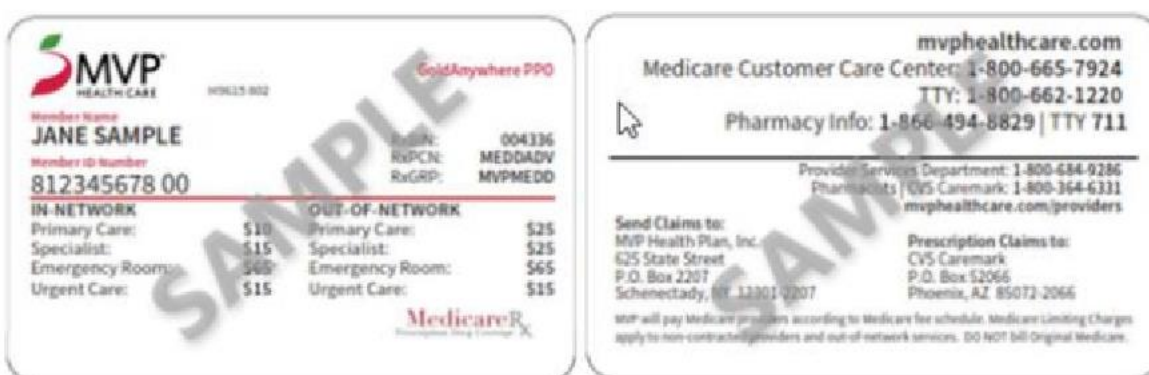 MVP
HEALTH CARE
GoldAnywhere PPO
Member Name
JANE SAMPLE
Member ID Number
812345678 00
RxBIN: 004336
RxPCN: MEDDADV
RxGRP: MVPMEDD
IN-NETWORK
Primary Care: $10
Specialist: $15
Emergency Room: $65
Urgent Care: $15
OUT-OF-NETWORK
Primary Care: $25
Specialist: $25
Emergency Room: $65
Urgent Care: $15
MedicareRx
Prescription Drug Coverage
SAMPLE
mvphealthcare.com
Medicare Customer Care Center: 1-800-665-7924
TTY: 1-800-662-1220
Pharmacy Info: 1-866-494-8829 | TTY 711
Provider Services Department: 1-800-684-9286
Pharmacists | CVS Caremark: 1-800-364-6331
mvphealthcare.com/providers
Send Claims to:
MVP Health Plan, Inc.
625 State Street
P.O. Box 2207
Schenectady, NY 12301-2207
Prescription Claims to:
CVS Caremark
P.O. Box 52066
Phoenix, AZ 85072-2066
MVP will pay Medicare providers according to Medicare fee schedule. Medicare Limiting Charges
apply to non-contracted providers and out-of-network services. DO NOT bill Original Medicare.
SAMPLE